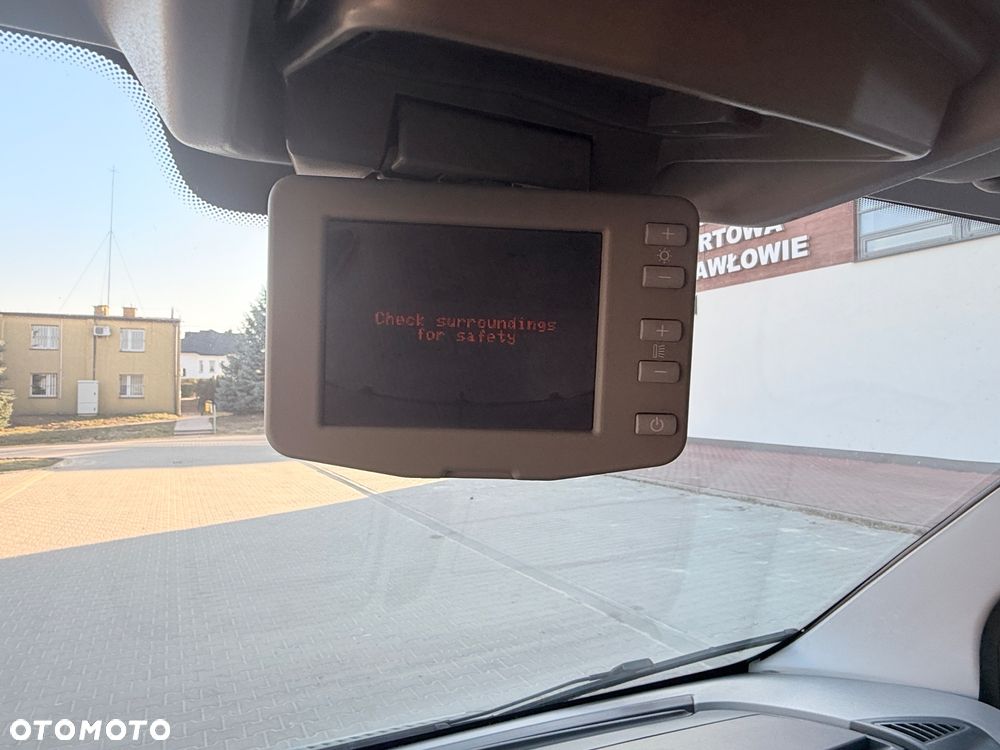 RTOWA
AWŁOWIE
Check surroundings
for safety
OTOMOTO